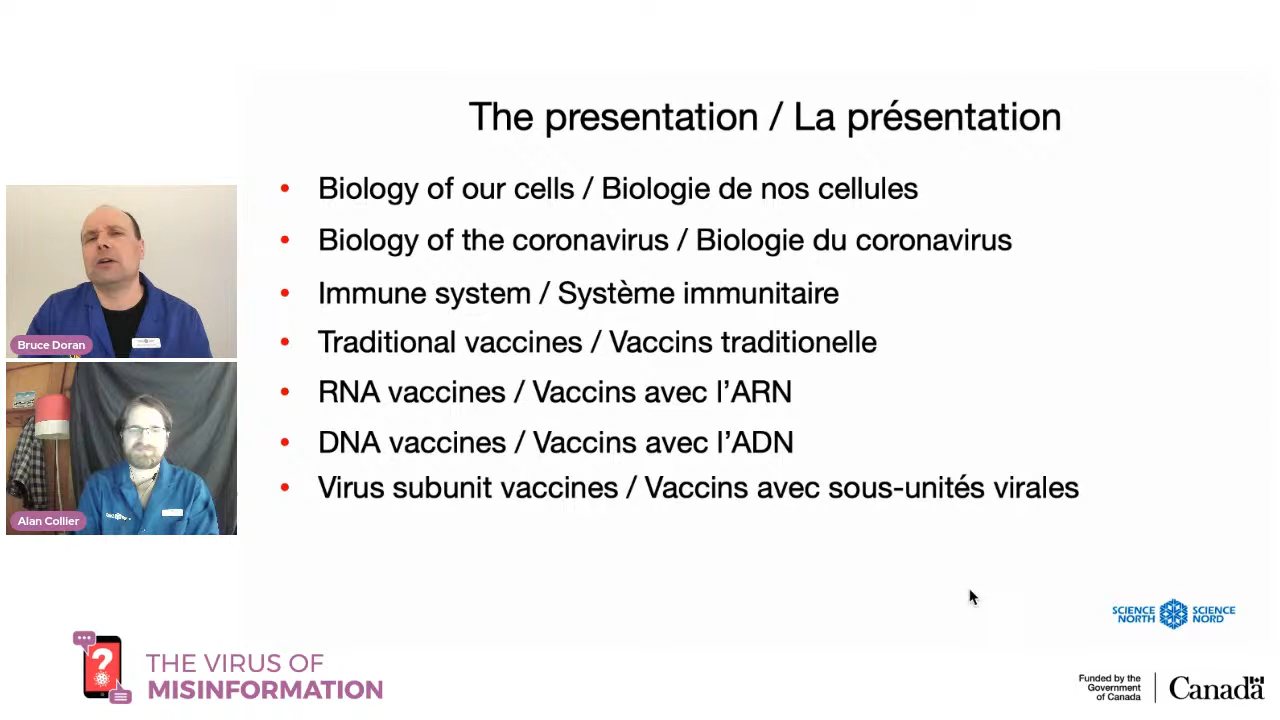 The presentation / La présentation
• Biology of our cells / Biologie de nos cellules
• Biology of the coronavirus / Biologie du coronavirus
• Immune system / Système immunitaire
• Traditional vaccines / Vaccins traditionelle
• RNA vaccines / Vaccins avec l’ARN
• DNA vaccines / Vaccins avec l’ADN
• Virus subunit vaccines / Vaccins avec sous-unités virales
Bruce Doran
Alan Collier
SCIENCE NORTH
SCIENCE NORD
?
THE VIRUS OF
MISINFORMATION
Funded by the
Government
of Canada
Canada